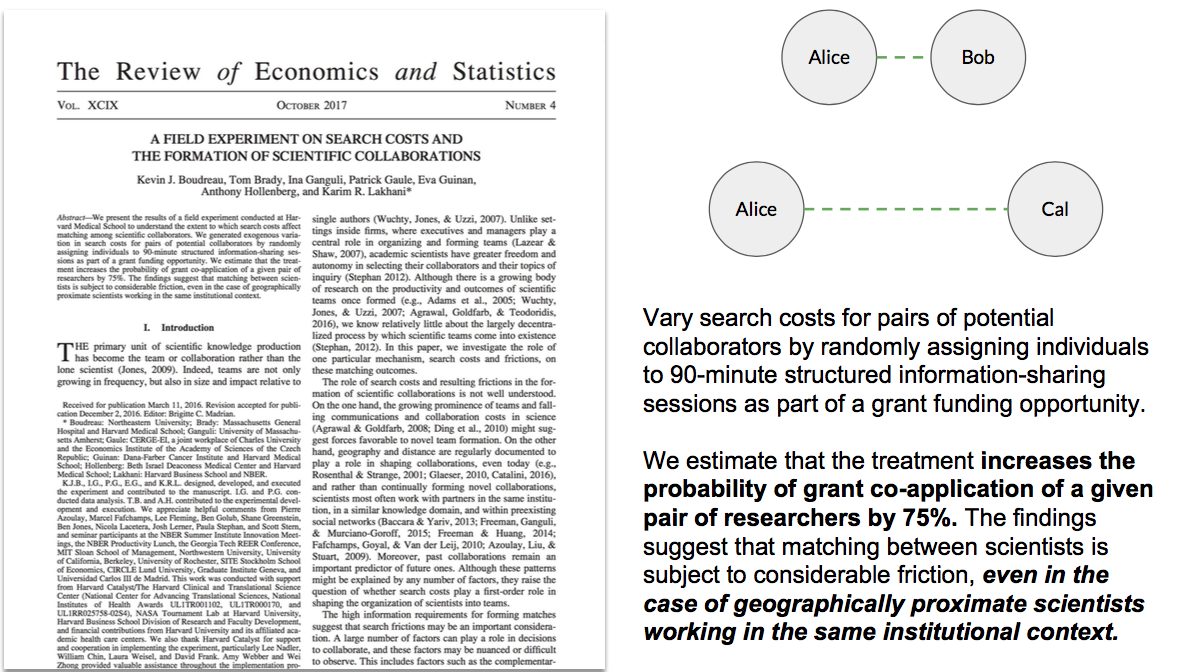 The Review of Economics and Statistics
VOL. XCIX
OCTOBER 2017
NUMBER 4
A FIELD EXPERIMENT ON SEARCH COSTS AND
THE FORMATION OF SCIENTIFIC COLLABORATIONS
Kevin J. Boudreau, Tom Brady, Ina Ganguli, Patrick Gaule, Eva Guinan,
Anthony Hollenberg, and Karim R. Lakhani*
Abstract—We present the results of a field experiment conducted at Har-
vard Medical School to understand the extent to which search costs affect
matching among scientific collaborators. We generated exogenous varia-
tion in search costs for pairs of potential collaborators by randomly
assigning individuals to 90-minute structured information-sharing ses-
sions as part of a grant funding opportunity. We estimate that the treat-
ment increases the probability of grant co-application of a given pair of
researchers by 75%. The findings suggest that matching between scien-
tists is subject to considerable friction, even in the case of geographically
proximate scientists working in the same institutional context.
I. Introduction
THE primary unit of scientific knowledge production
has become the team or collaboration rather than the
lone scientist (Jones, 2009). Indeed, teams are not only
growing in frequency, but also in size and impact relative to
Received for publication March 11, 2016. Revision accepted for publi-
cation December 2, 2016. Editor: Brigitte C. Madrian.
* Boudreau: Northeastern University; Brady: Massachusetts General
Hospital and Harvard Medical School; Ganguli: University of Massachu-
setts Amherst; Gaule: CERGE-EI, a joint workplace of Charles University
and the Economics Institute of the Academy of Sciences of the Czech
Republic; Guinan: Dana-Farber Cancer Institute and Harvard Medical
School; Hollenberg: Beth Israel Deaconess Medical Center and Harvard
Medical School; Lakhani: Harvard Business School and NBER.
K.J.B., I.G., P.G., E.G., and K.R.L. designed, developed, and executed
the experiment and contributed to the manuscript. I.G. and P.G. con-
ducted data analysis. T.B. and A.H. contributed to the experimental devel-
opment and execution. We appreciate helpful comments from Pierre
Azoulay, Marcel Fafchamps, Lee Fleming, Ben Golub, Shane Greenstein,
Ben Jones, Nicola Lacetera, Josh Lerner, Paula Stephan, and Scott Stern,
and seminar participants at the NBER Summer Institute Innovation Meet-
ings, the NBER Productivity Lunch, the Georgia Tech REER Conference,
MIT Sloan School of Management, Northwestern University, University
of California, Berkeley, University of Rochester, SITE Stockholm School
of Economics, CIRCLE Lund University, Graduate Institute Geneva, and
Universidad Carlos III de Madrid. This work was conducted with support
from Harvard Catalyst/The Harvard Clinical and Translational Science
Center (National Center for Advancing Translational Sciences, National
Institutes of Health Awards UL1TR001102, UL1TR000170, and
UL1RR025758-02S4), NASA Tournament Lab at Harvard University,
Harvard Business School Division of Research and Faculty Development,
and financial contributions from Harvard University and its affiliated aca-
demic health care centers. We also thank Harvard Catalyst for support
and cooperation in implementing the experiment, particularly Lee Nadler,
William Chin, Laura Weisel, and David Frank. Amy Webber and Wei
Zhong provided valuable assistance throughout the implementation pro-
single authors (Wuchty, Jones, & Uzzi, 2007). Unlike set-
tings inside firms, where executives and managers play a
central role in organizing and forming teams (Lazear &
Shaw, 2007), academic scientists have greater freedom and
autonomy in selecting their collaborators and their topics of
inquiry (Stephan 2012). Although there is a growing body
of research on the productivity and outcomes of scientific
teams once formed (e.g., Adams et al., 2005; Wuchty,
Jones, & Uzzi, 2007; Agrawal, Goldfarb, & Teodoridis,
2016), we know relatively little about the largely decentra-
lized process by which scientific teams come into existence
(Stephan, 2012). In this paper, we investigate the role of
one particular mechanism, search costs and frictions, on
these matching outcomes.
The role of search costs and resulting frictions in the for-
mation of scientific collaborations is not well understood.
On the one hand, the growing prominence of teams and fall-
ing communications and collaboration costs in science
(Agrawal & Goldfarb, 2008; Ding et al., 2010) might sug-
gest forces favorable to novel team formation. On the other
hand, geography and distance are regularly documented to
play a role in shaping collaborations, even today (e.g.,
Rosenthal & Strange, 2001; Glaeser, 2010, Catalini, 2016),
and rather than continually forming novel collaborations,
scientists most often work with partners in the same institu-
tion, in a similar knowledge domain, and within preexisting
social networks (Baccara & Yariv, 2013; Freeman, Ganguli,
& Murciano-Goroff, 2015; Freeman & Huang, 2014;
Fafchamps, Goyal, & Van der Leij, 2010; Azoulay, Liu, &
Stuart, 2009). Moreover, past collaborations remain an
important predictor of future ones. Although these patterns
might be explained by any number of factors, they raise the
question of whether search costs play a first-order role in
shaping the organization of scientists into teams.
The high information requirements for forming matches
suggest that search frictions may be an important considera-
tion. A large number of factors can play a role in decisions
to collaborate, and these factors may be nuanced or difficult
to observe. This includes factors such as the complementar-
Alice
Bob
Alice
Cal
Vary search costs for pairs of potential
collaborators by randomly assigning individuals
to 90-minute structured information-sharing
sessions as part of a grant funding opportunity.
We estimate that the treatment increases the
probability of grant co-application of a given
pair of researchers by 75%. The findings
suggest that matching between scientists is
subject to considerable friction, even in the
case of geographically proximate scientists
working in the same institutional context.